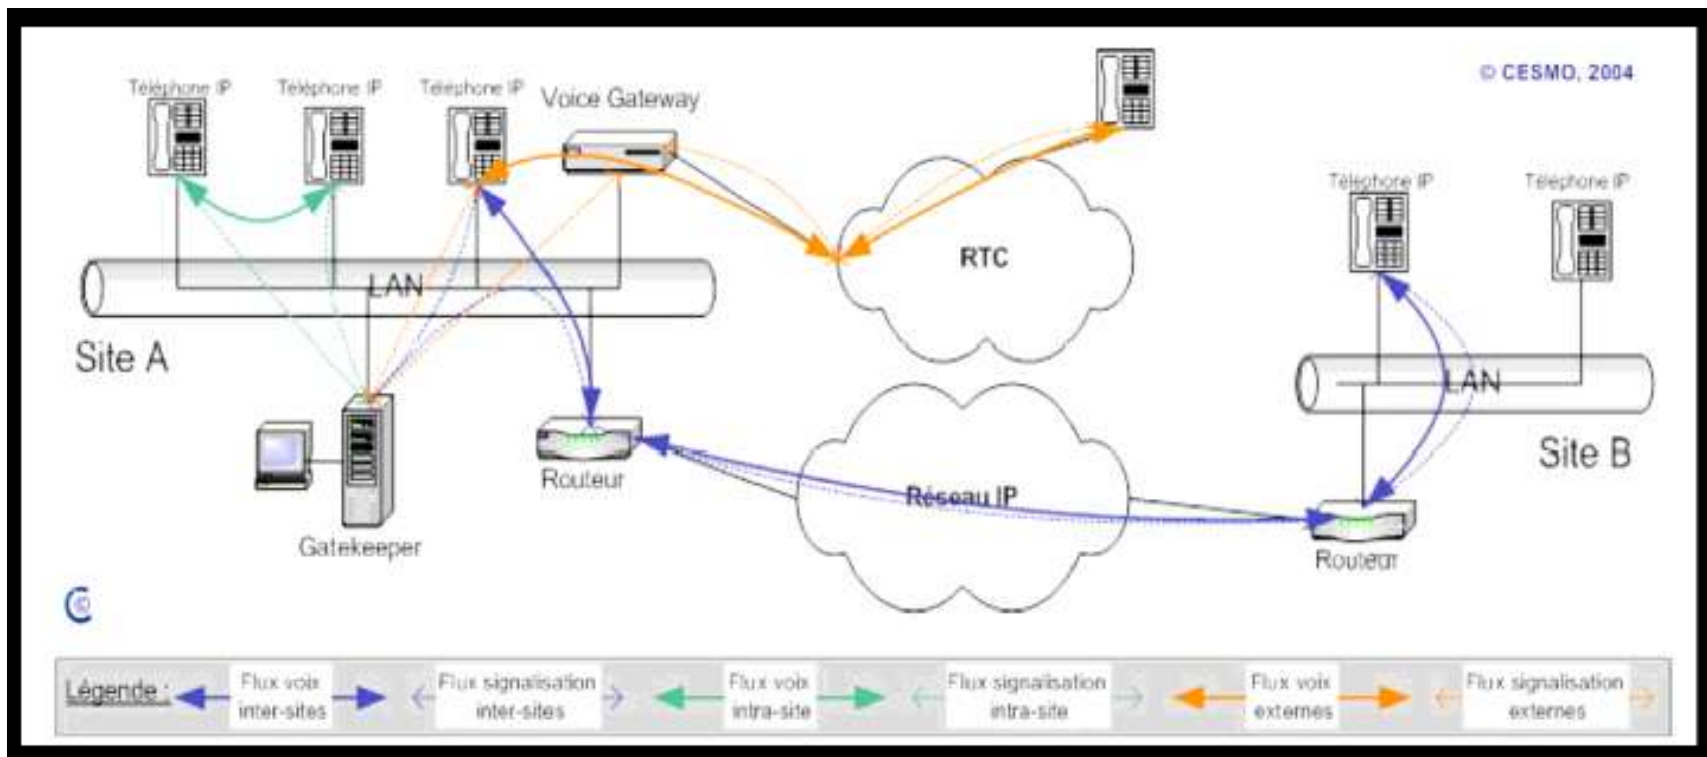 © CESMO, 2004
Téléphone IP
Téléphone IP
Téléphone IP
Voice Gateway
RTC
Téléphone IP
Téléphone IP
LAN
Site A
LAN
Site B
Routeur
Réseau IP
Gatekeeper
Routeur
©
Légende :
Flux voix
inter-sites
Flux signalisation
inter-sites
Flux voix
intra-site
Flux signalisation
intra-site
Flux voix
externes
Flux signalisation
externes